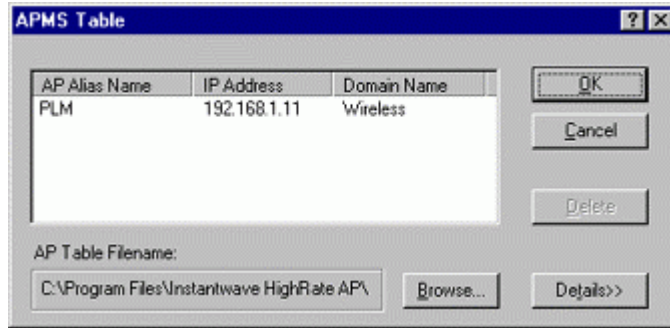 APMS Table
AP Alias Name IP Address Domain Name
PLM 192.168.1.11 Wireless
OK
Cancel
Delete
AP Table Filename:
C:\Program Files\Instantwave HighRate AP\
Browse...
Details>>